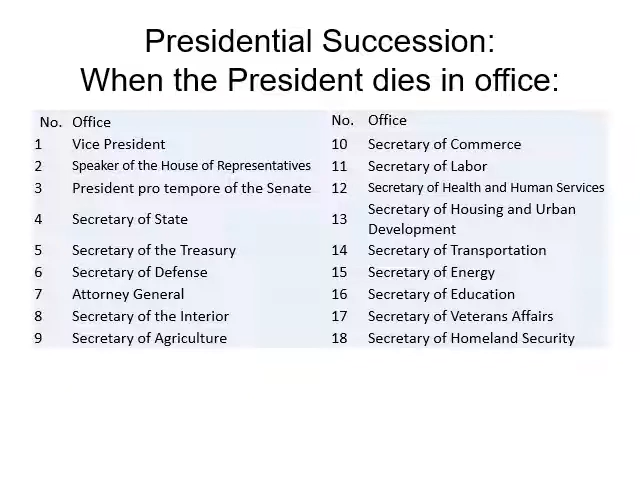 Presidential Succession:
When the President dies in office:
No. Office
1 Vice President
2 Speaker of the House of Representatives
3 President pro tempore of the Senate
4 Secretary of State
5 Secretary of the Treasury
6 Secretary of Defense
7 Attorney General
8 Secretary of the Interior
9 Secretary of Agriculture
No. Office
10 Secretary of Commerce
11 Secretary of Labor
12 Secretary of Health and Human Services
13 Secretary of Housing and Urban
Development
14 Secretary of Transportation
15 Secretary of Energy
16 Secretary of Education
17 Secretary of Veterans Affairs
18 Secretary of Homeland Security